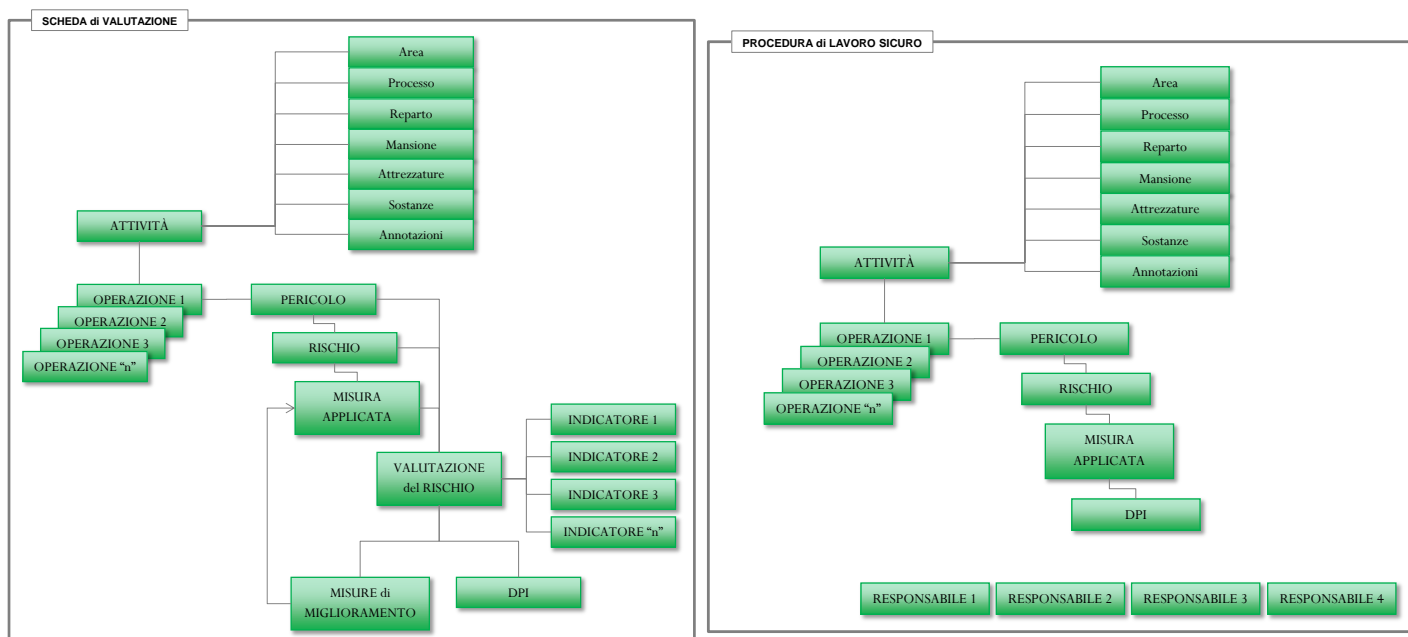 SCHEDA di VALUTAZIONE
Area
Processo
Reparto
Mansione
Attrezzature
Sostanze
Annotazioni
ATTIVITÀ
OPERAZIONE 1
OPERAZIONE 2
OPERAZIONE 3
OPERAZIONE “n”
PERICOLO
RISCHIO
MISURA
APPLICATA
VALUTAZIONE
del RISCHIO
INDICATORE 1
INDICATORE 2
INDICATORE 3
INDICATORE “n”
MISURE di
MIGLIORAMENTO
DPI
PROCEDURA di LAVORO SICURO
Area
Processo
Reparto
Mansione
Attrezzature
Sostanze
Annotazioni
ATTIVITÀ
OPERAZIONE 1
OPERAZIONE 2
OPERAZIONE 3
OPERAZIONE “n”
PERICOLO
RISCHIO
MISURA
APPLICATA
DPI
RESPONSABILE 1
RESPONSABILE 2
RESPONSABILE 3
RESPONSABILE 4